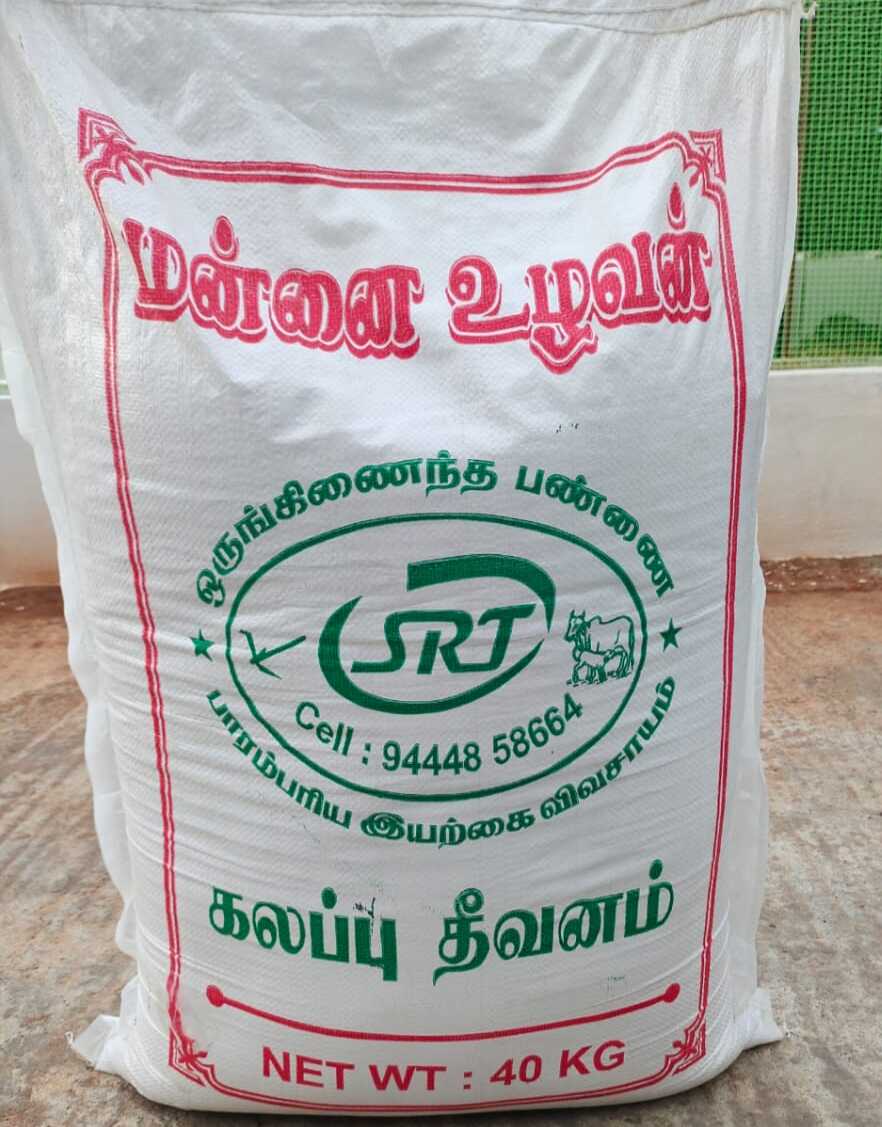 மன்னை உழவன்
ஒருங்கிணைந்த பண்ணை
SRT
Cell : 94448 58664
பாரம்பரிய இயற்கை விவசாயம்
கலப்பு தீவனம்
NET WT : 40 KG